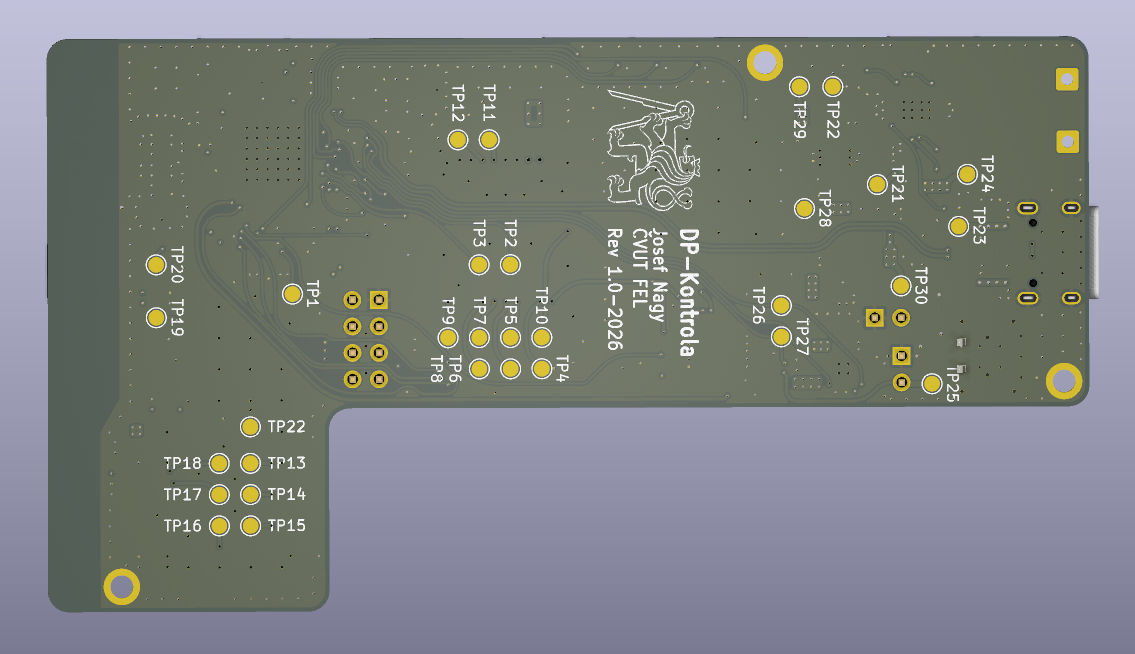 TP12
TP11
TP29
TP22
TP21
TP24
TP28
TP23
TP3
TP2
DP-Kontrola
Josef Nagy
CVUT FEL
Rev 1.0-2026
TP20
TP19
TP1
TP30
TP26
TP27
TP9
TP7
TP5
TP10
TP8
TP6
TP4
TP25
TP22
TP18
TP13
TP17
TP14
TP16
TP15